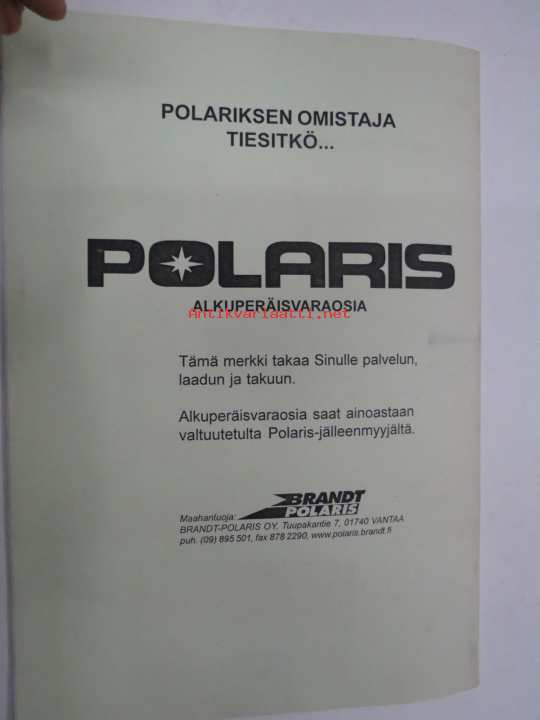 POLARIKSEN OMISTAJA
TIESITKÖ...
POLARIS
ALKUPERÄISVARAOSIA
Antikvariaatti.net
Tämä merkki takaa Sinulle palvelun,
laadun ja takuun.
Alkuperäisvaraosia saat ainoastaan
valtuutetulta Polaris-jälleenmyyjältä.
BRANDT
POLARIS
Maahantuoja:
BRANDT-POLARIS OY. Tuupakantie 7, 01740 VANTAA
puh. (09) 895 501, fax 878 2290, www.polaris.brandt.fi